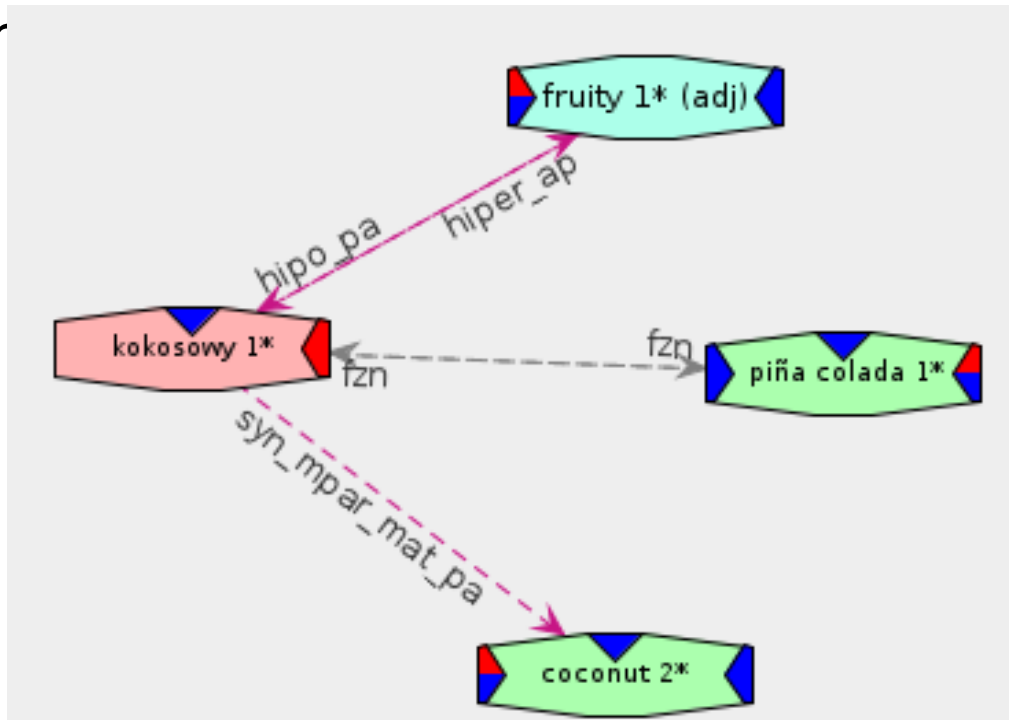 fruity 1* (adj)
hiper_ap
hipo_pa
kokosowy 1*
fzn
fzn
piña colada 1*
syn_mpar_mat_pa
coconut 2*